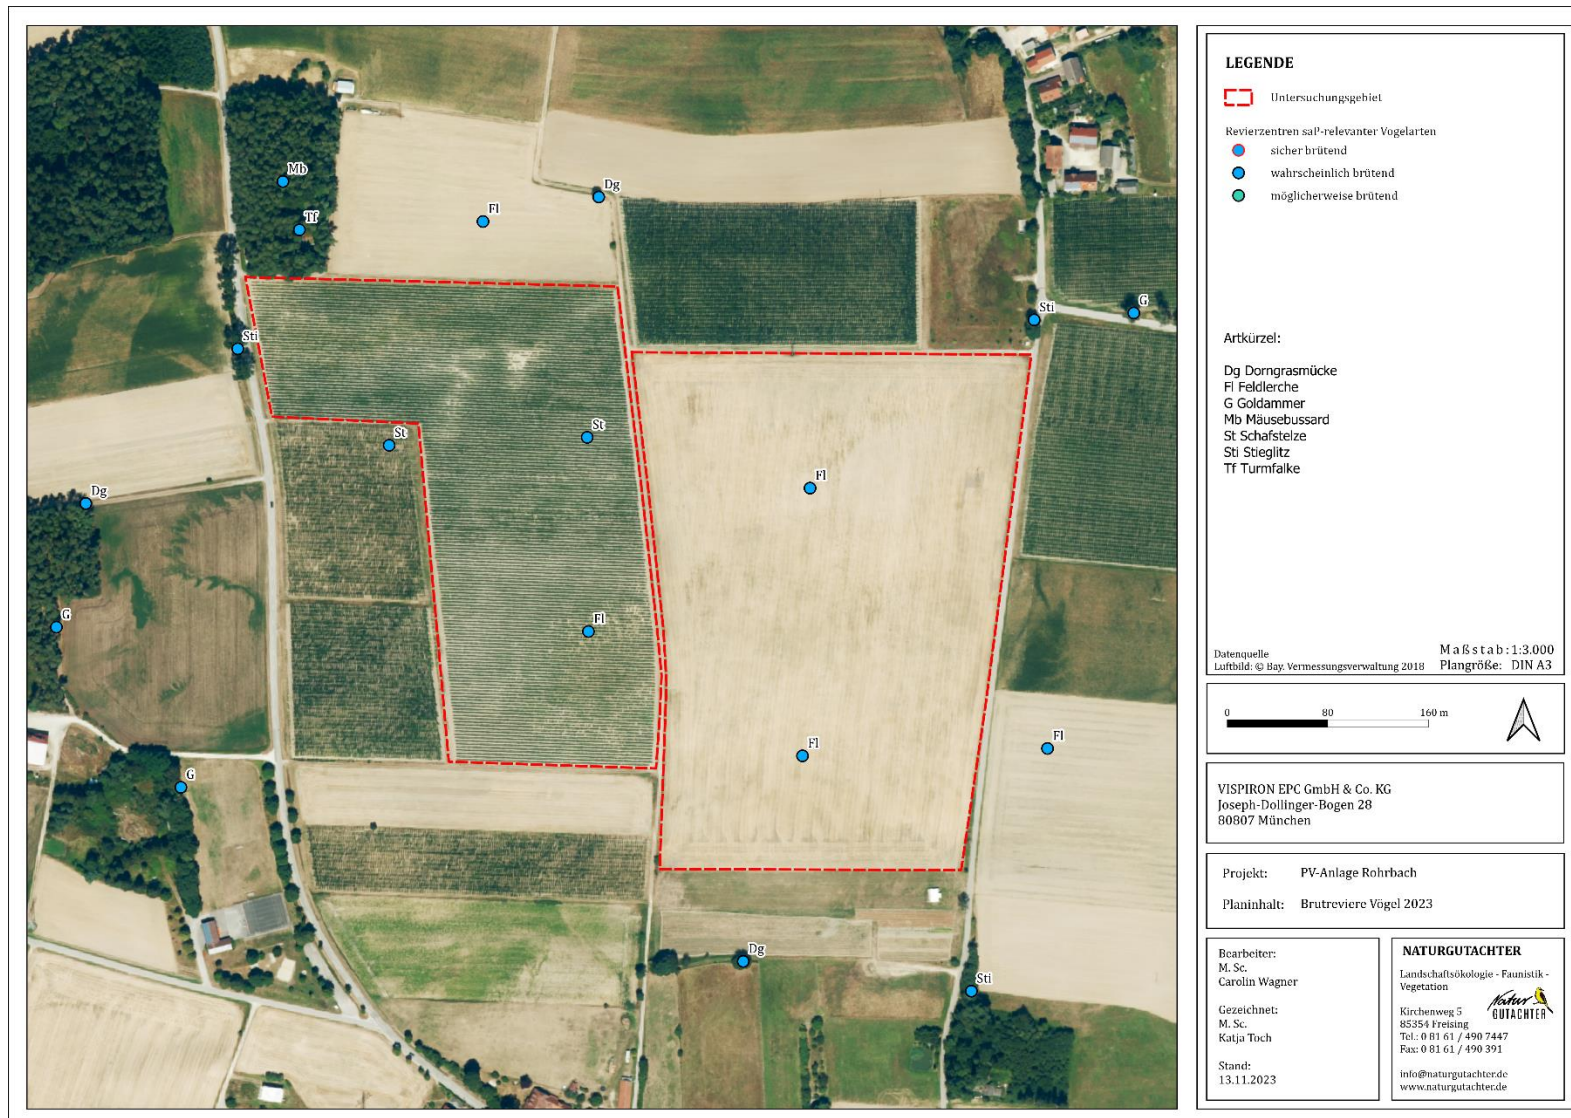 Mb
Dg
Tf
Fl
Sti
G
Sti
St
St
Fl
Dg
G
Fl
Fl
Fl
G
Dg
Sti
LEGENDE
Untersuchungsgebiet
Revierzentren saP-relevanter Vogelarten
sicher brütend
wahrscheinlich brütend
möglicherweise brütend
Artkürzel:
Dg Dorngrasmücke
Fl Feldlerche
G Goldammer
Mb Mäusebussard
St Schafstelze
Sti Stieglitz
Tf Turmfalke
Datenquelle
Luftbild: © Bay. Vermessungsverwaltung 2018
Maßstab: 1:3.000
Plangröße: DIN A3
0 80 160 m
VISPIRON EPC GmbH & Co. KG
Joseph-Dollinger-Bogen 28
80807 München
Projekt: PV-Anlage Rohrbach
Planinhalt: Brutreviere Vögel 2023
Bearbeiter:
M. Sc.
Carolin Wagner
Gezeichnet:
M. Sc.
Katja Toch
Stand:
13.11.2023
NATURGUTACHTER
Landschaftsökologie - Faunistik -
Vegetation
Natur
GUTACHTER
Kirchenweg 5
85354 Freising
Tel.: 0 81 61 / 490 7447
Fax: 0 81 61 / 490 391
info@naturgutachter.de
www.naturgutachter.de